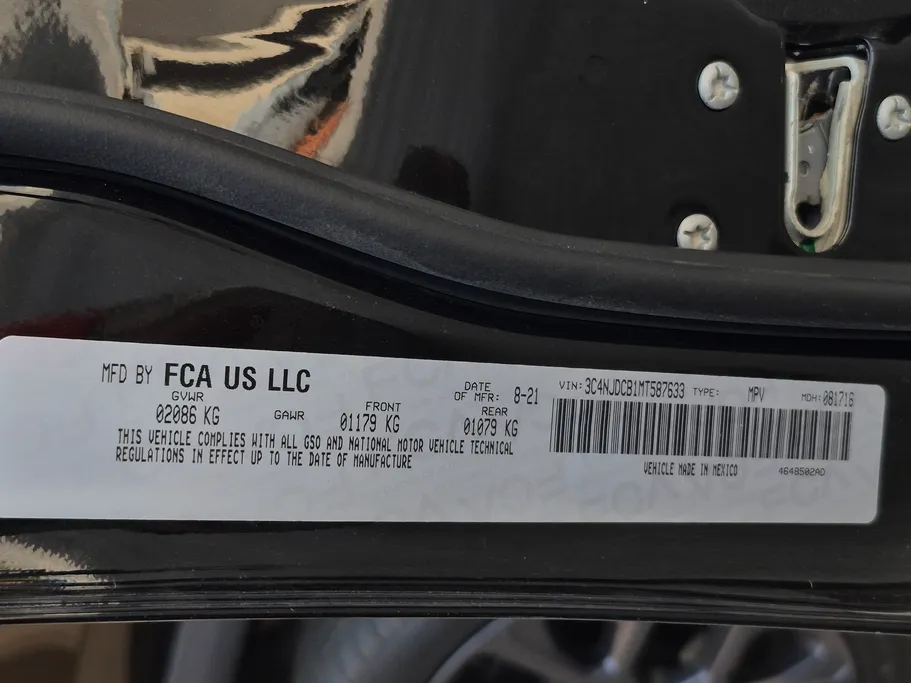 MFD BY FCA US LLC
DATE OF MFR: 8-21
VIN: 3C4NJDCB1MT587633 TYPE: MPV MDH: 081716
GVWR 02086 KG
GAWR
FRONT 01179 KG
REAR 01079 KG
THIS VEHICLE COMPLIES WITH ALL GSO AND NATIONAL MOTOR VEHICLE TECHNICAL
REGULATIONS IN EFFECT UP TO THE DATE OF MANUFACTURE
VEHICLE MADE IN MEXICO
4648502AD